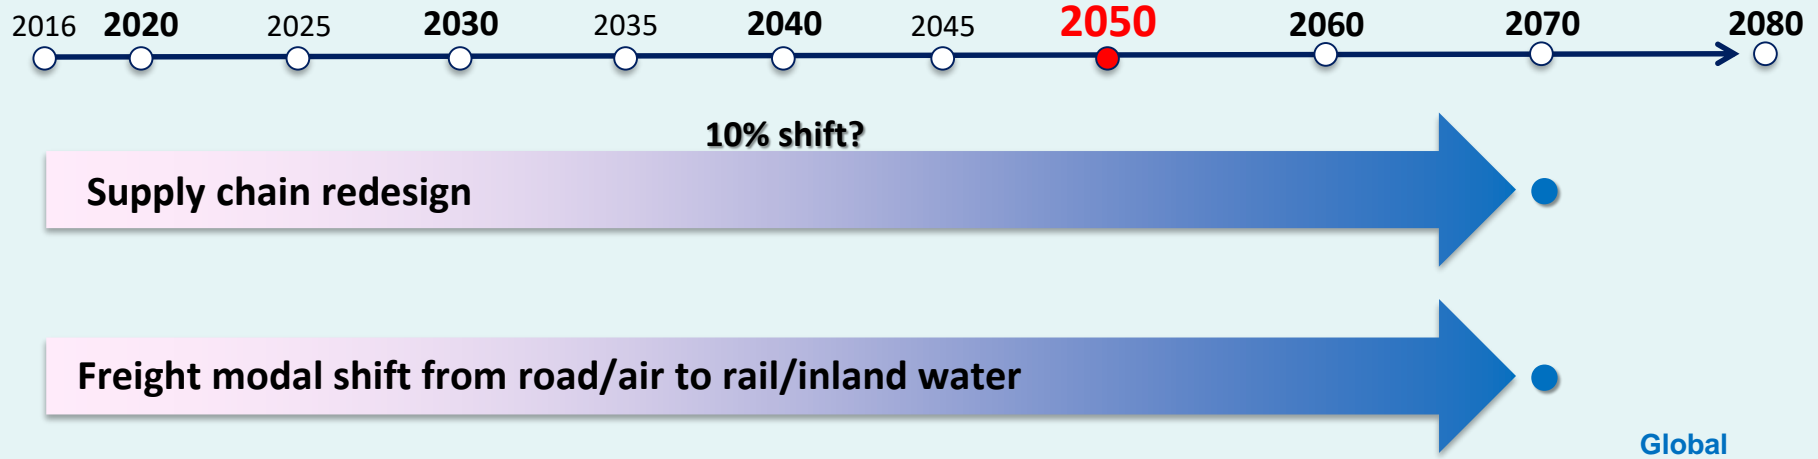 2016 2020 2025 2030 2035 2040 2045 2050 2060 2070 2080
10% shift?
Supply chain redesign
Freight modal shift from road/air to rail/inland water
Global